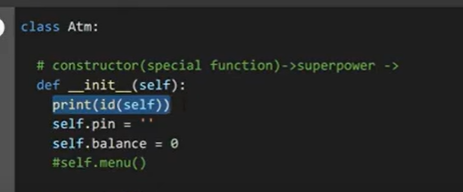 class Atm:
# constructor(special function)->superpower ->
def __init__(self):
print(id(self))
self.pin = ''
self.balance = 0
#self.menu()